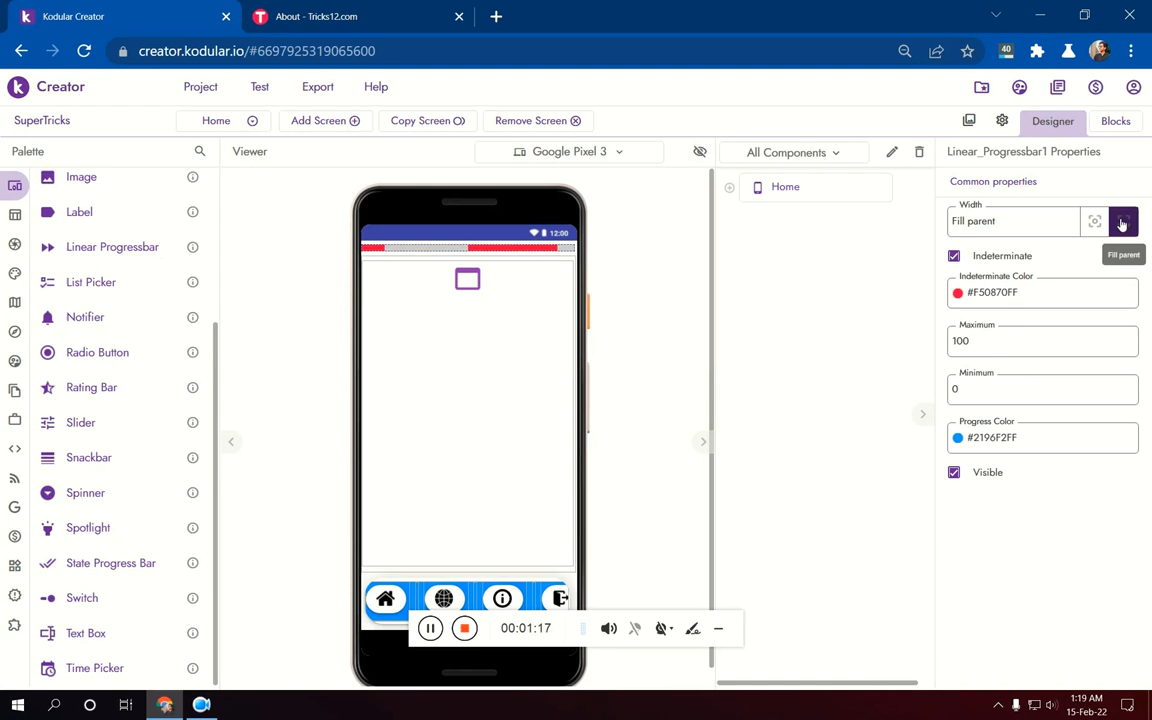 Kodular Creator
About - Tricks12.com
creator.kodular.io/#6697925319065600
40
Creator
Project
Test
Export
Help
SuperTricks
Home
Add Screen
Copy Screen
Remove Screen
Designer
Blocks
Palette
Viewer
Google Pixel 3
All Components
Linear_Progressbar1 Properties
Image
Label
Linear Progressbar
List Picker
Notifier
Radio Button
Rating Bar
Slider
Snackbar
Spinner
Spotlight
State Progress Bar
Switch
Text Box
Time Picker
12:00
00:01:17
Home
Common properties
Width
Fill parent
Fill parent
Indeterminate
Indeterminate Color
#F50870FF
Maximum
100
Minimum
0
Progress Color
#2196F2FF
Visible
1:19 AM
15-Feb-22